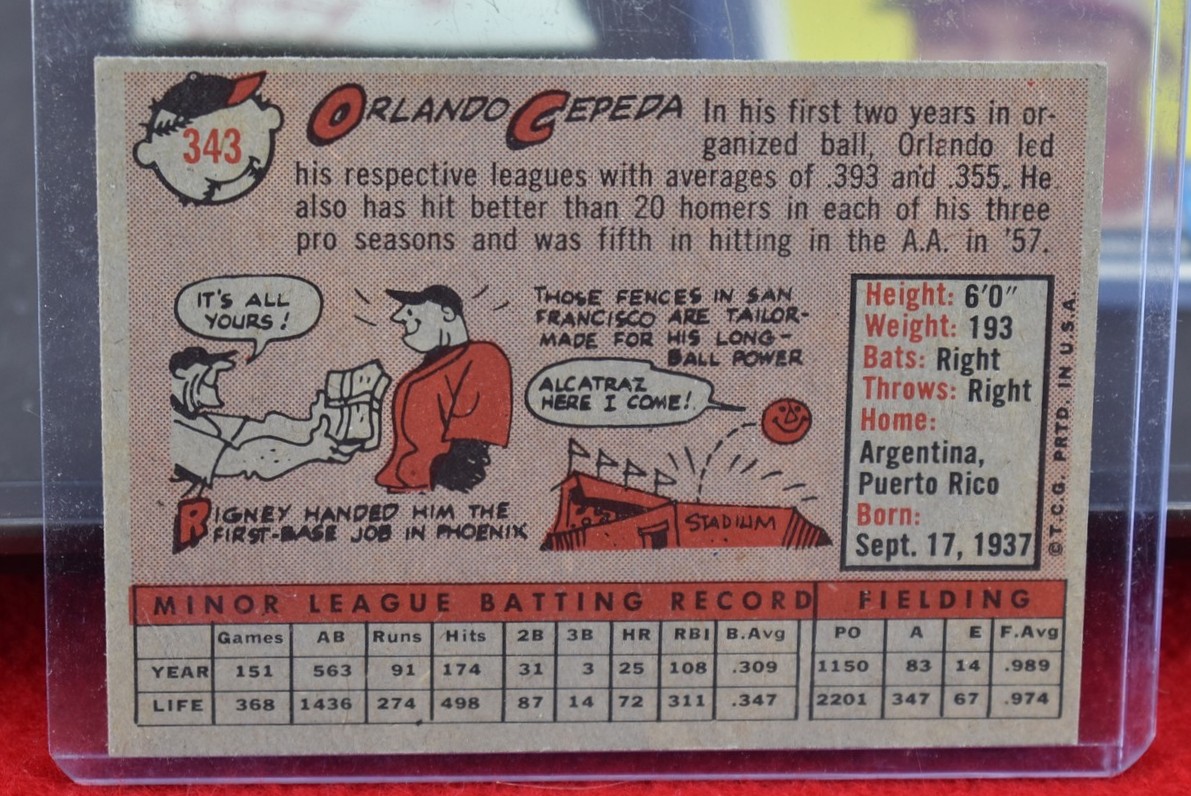 343
ORLANDO CEPEDA
In his first two years in or-
ganized ball, Orlando led
his respective leagues with averages of .393 and .355. He
also has hit better than 20 homers in each of his three
pro seasons and was fifth in hitting in the A.A. in '57.
IT'S ALL
YOURS!
RIGNEY HANDED HIM THE
FIRST-BASE JOB IN PHOENIX
THOSE FENCES IN SAN
FRANCISCO ARE TAILOR-
MADE FOR HIS LONG-
BALL POWER
ALCATRAZ
HERE I COME!
STADIUM
Height: 6'0"
Weight: 193
Bats: Right
Throws: Right
Home:
Argentina,
Puerto Rico
Born:
Sept. 17, 1937
© T.C.G. PRTD. IN U.S.A.
MINOR LEAGUE BATTING RECORD FIELDING
Games AB Runs Hits 2B 3B HR RBI B.Avg PO A E F.Avg
YEAR 151 563 91 174 31 3 25 108 .309 1150 83 14 .989
LIFE 368 1436 274 498 87 14 72 311 .347 2201 347 67 .974